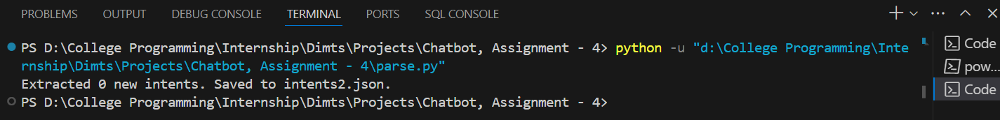 PROBLEMS OUTPUT DEBUG CONSOLE TERMINAL PORTS SQL CONSOLE
PS D:\College Programming\Internship\Dimts\Projects\Chatbot, Assignment - 4> python -u "d:\College Programming\Inte
rnship\Dimts\Projects\Chatbot, Assignment - 4\parse.py"
Extracted 0 new intents. Saved to intents2.json.
PS D:\College Programming\Internship\Dimts\Projects\Chatbot, Assignment - 4>
Code
pow...
Code